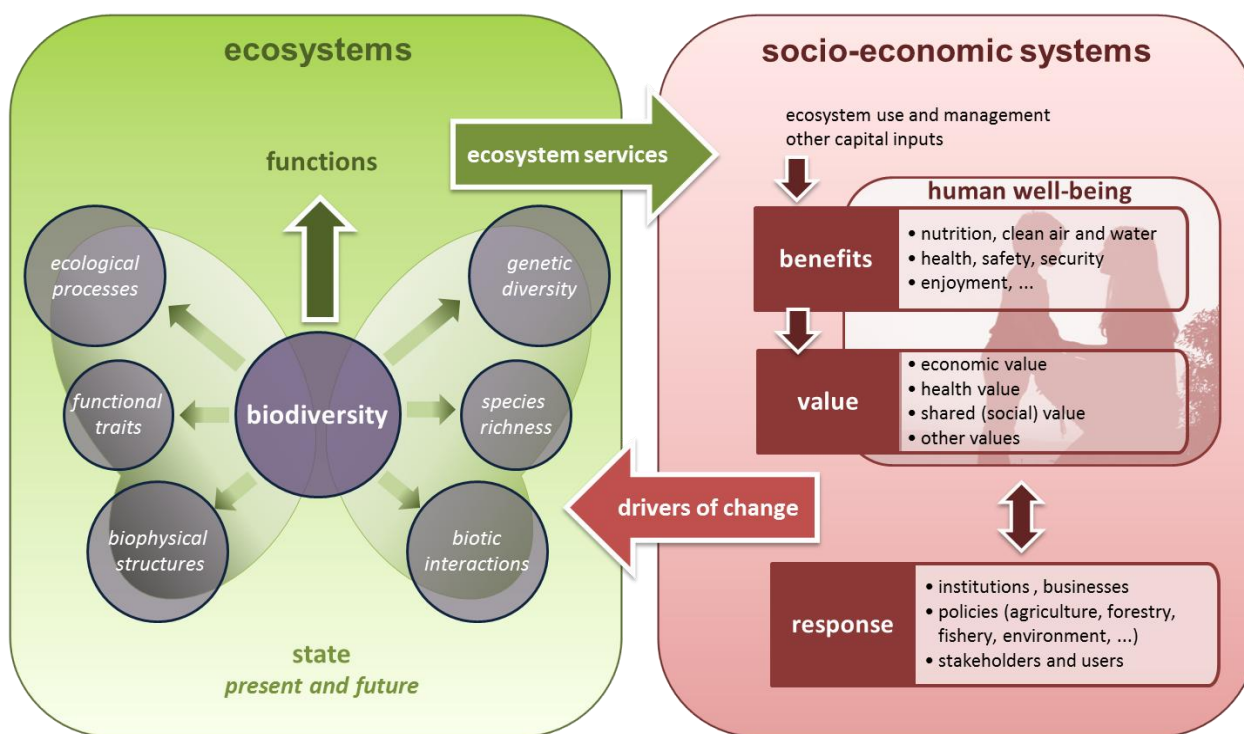 ecosystems
functions
ecosystem services
ecological
processes
genetic
diversity
functional
traits
biodiversity
species
richness
biophysical
structures
biotic
interactions
state
present and future
drivers of change
socio-economic systems
ecosystem use and management
other capital inputs
human well-being
benefits
• nutrition, clean air and water
• health, safety, security
• enjoyment, ...
value
• economic value
• health value
• shared (social) value
• other values
response
• institutions , businesses
• policies (agriculture, forestry,
fishery, environment, ...)
• stakeholders and users